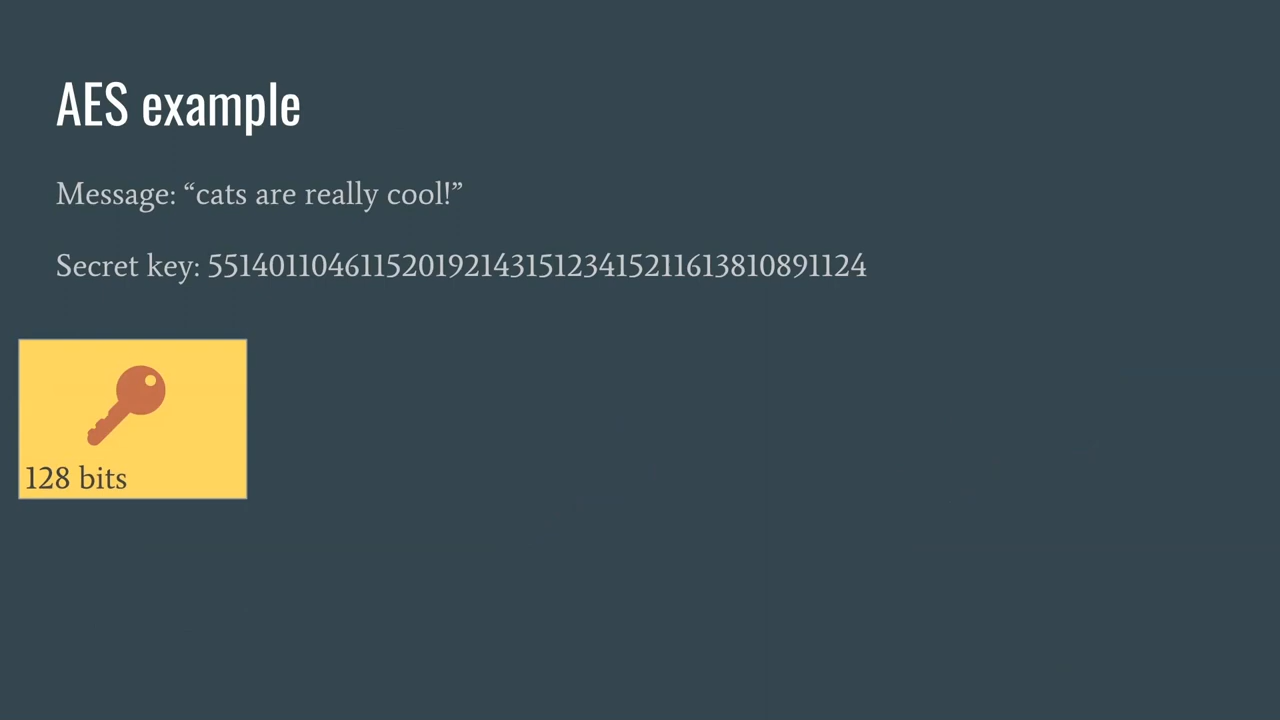 AES example
Message: “cats are really cool!”
Secret key: 55140110461152019214315123415211613810891124
128 bits